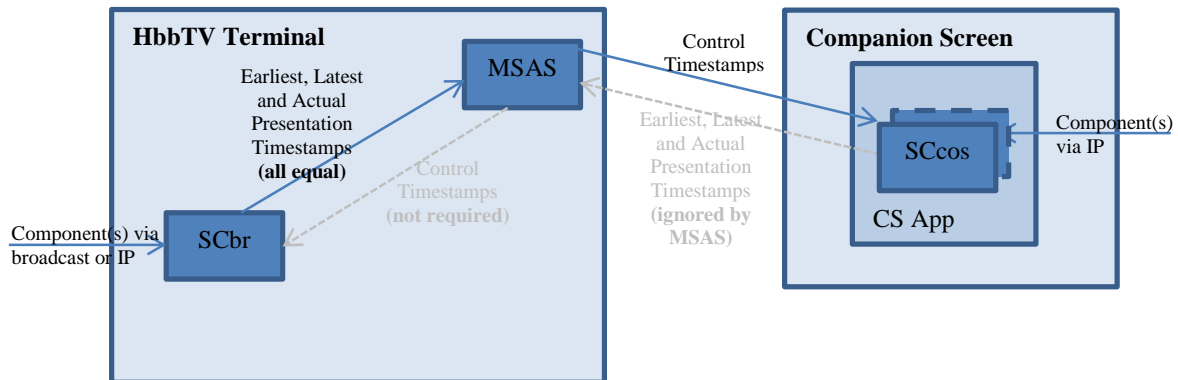 HbbTV Terminal
MSAS
Earliest, Latest
and Actual
Presentation
Timestamps
(all equal)
Control
Timestamps
(not required)
SCbr
Component(s) via
broadcast or IP
Control
Timestamps
Earliest, Latest
and Actual
Presentation
Timestamps
(ignored by
MSAS)
Companion Screen
SCcos
CS App
Component(s)
via IP